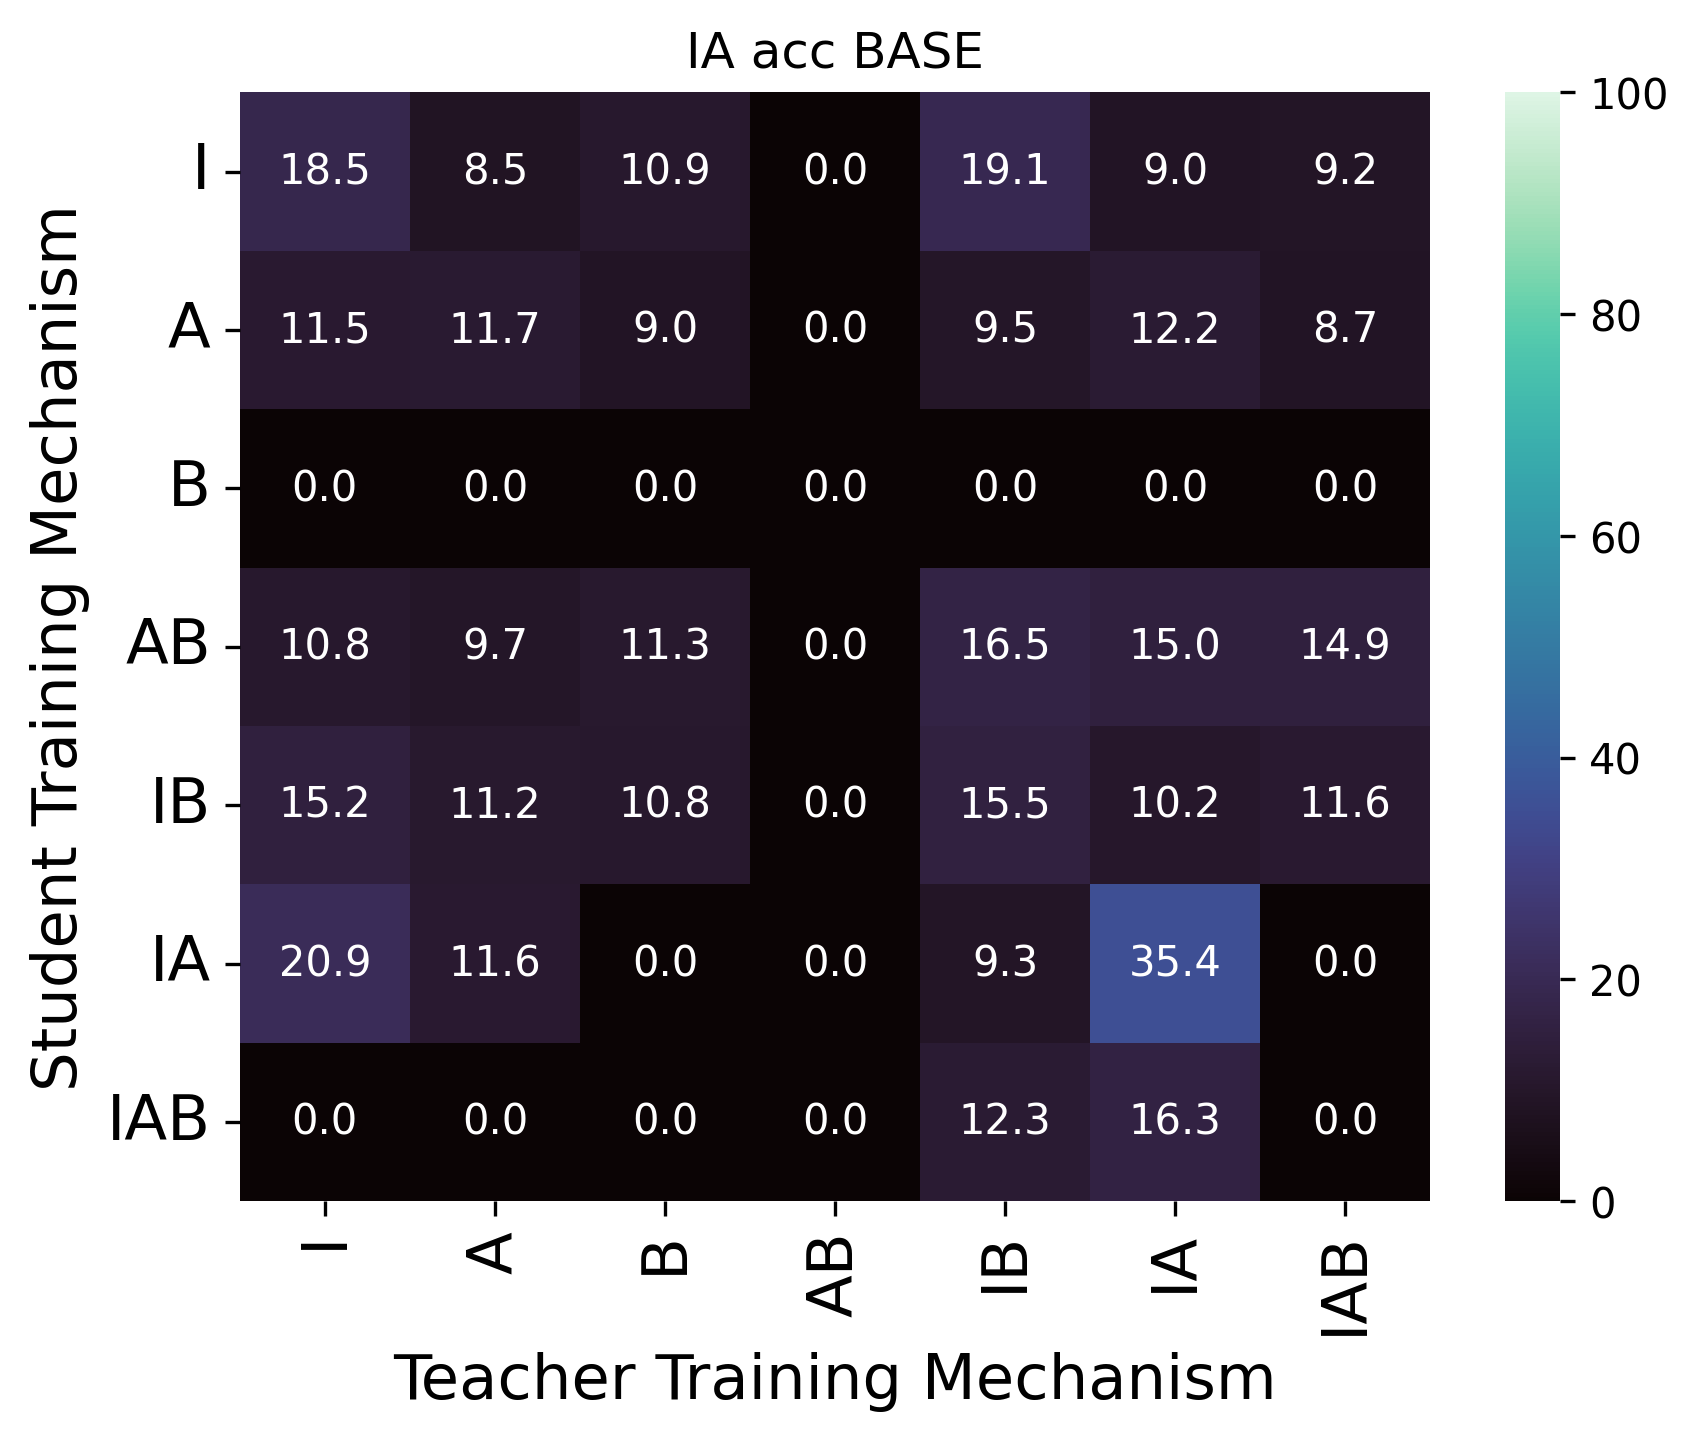 IA acc BASE
Student Training Mechanism
I 18.5 8.5 10.9 0.0 19.1 9.0 9.2
A 11.5 11.7 9.0 0.0 9.5 12.2 8.7
B 0.0 0.0 0.0 0.0 0.0 0.0 0.0
AB 10.8 9.7 11.3 0.0 16.5 15.0 14.9
IB 15.2 11.2 10.8 0.0 15.5 10.2 11.6
IA 20.9 11.6 0.0 0.0 9.3 35.4 0.0
IAB 0.0 0.0 0.0 0.0 12.3 16.3 0.0
I A B AB IB IA IAB
Teacher Training Mechanism
100
80
60
40
20
0